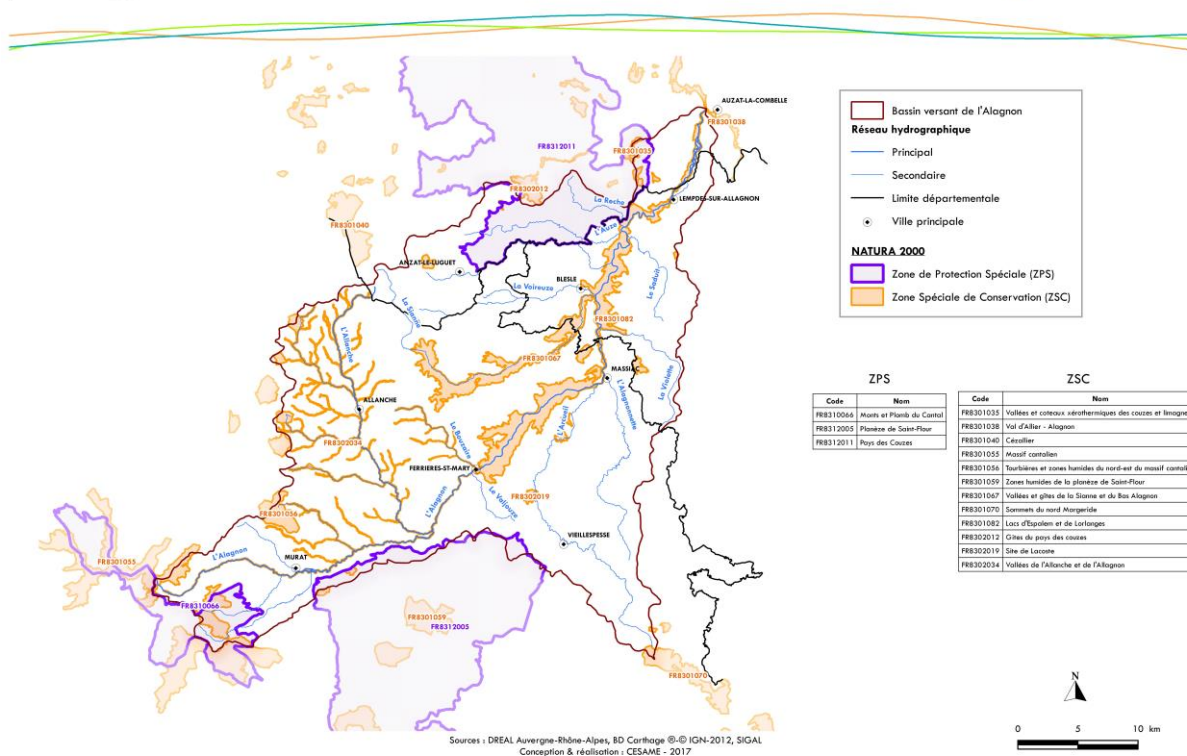 AUZAT-LA-COMBELLE
FR8301038
FR8312011
FR8301035
FR8302012
La Roche
LEMPDES-SUR-ALLAGNON
FR8301040
L'Auze
ANZAT-LE-LUGUET
BLESLE
La Voireuze
La Saduit
La Sianne
FR8301082
L'Allanche
FR8301067
MASSIAC
La Violette
L'Alagnonnette
ALLANCHE
L'Arcueil
La Bouzaire
FR8302034
FERRIERES-ST-MARY
L'Alagnon
FR8302019
Le Valjouze
FR8301056
VIEILLESPESSE
L'Alagnon
MURAT
FR8301055
FR8310066
FR8301059
FR8312005
FR8301070
Bassin versant de l'Alagnon
Réseau hydrographique
Principal
Secondaire
Limite départementale
Ville principale
NATURA 2000
Zone de Protection Spéciale (ZPS)
Zone Spéciale de Conservation (ZSC)
ZPS
Code Nom
FR8310066 Monts et Plomb du Cantal
FR8312005 Planèze de Saint-Flour
FR8312011 Pays des Couzes
ZSC
Code Nom
FR8301035 Vallées et coteaux xérothermiques des couzes et limagne
FR8301038 Val d'Allier - Alagnon
FR8301040 Cézallier
FR8301055 Massif cantalien
FR8301056 Tourbières et zones humides du nord-est du massif cantali
FR8301059 Zones humides de la planèze de Saint-Flour
FR8301067 Vallées et gîtes de la Sianne et du Bas Alagnon
FR8301070 Sommets du nord Margeride
FR8301082 Lacs d'Espalem et de Lorlanges
FR8302012 Gîtes du pays des couzes
FR8302019 Site de Lacoste
FR8302034 Vallées de l'Allanche et de l'Allagnon
N
0 5 10 km
Sources : DREAL Auvergne-Rhône-Alpes, BD Carthage ®-© IGN-2012, SIGAL
Conception & réalisation : CESAME - 2017